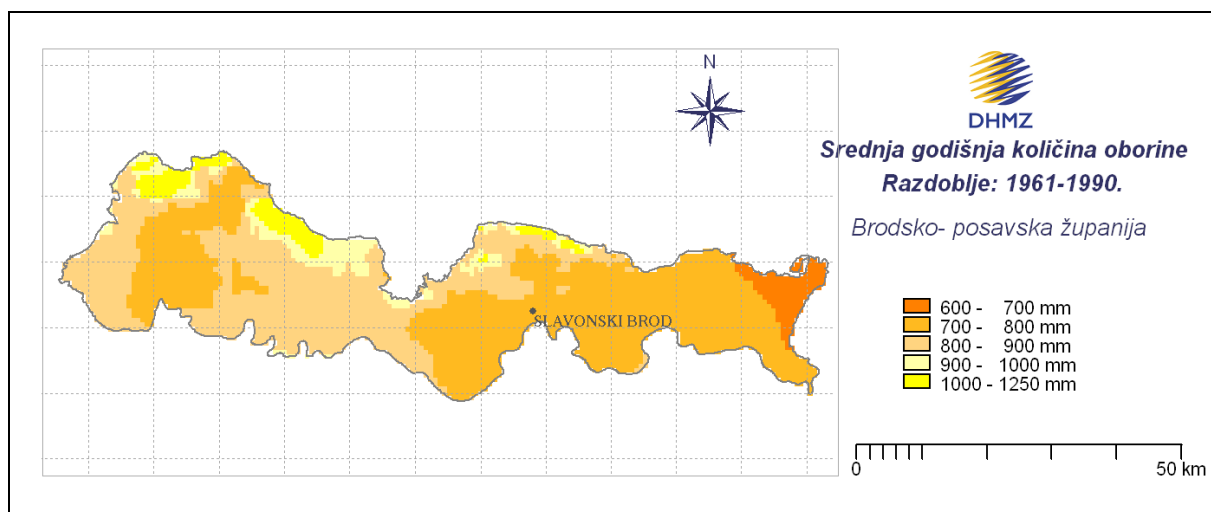 N
DHMZ
Srednja godišnja količina oborine
Razdoblje: 1961-1990.
Brodsko- posavska županija
SLAVONSKI BROD
600 - 700 mm
700 - 800 mm
800 - 900 mm
900 - 1000 mm
1000 - 1250 mm
0 50 km